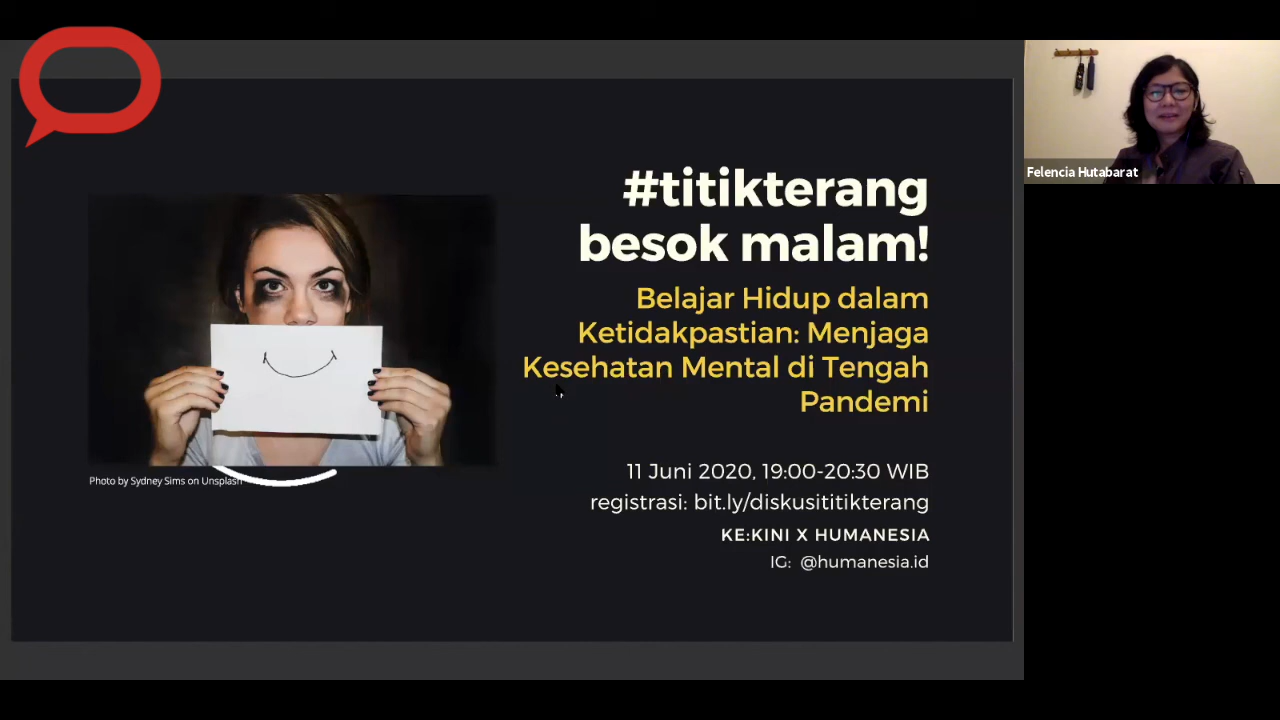 #titikterang
besok malam!
Belajar Hidup dalam
Ketidakpastian: Menjaga
Kesehatan Mental di Tengah
Pandemi
11 Juni 2020, 19:00-20:30 WIB
registrasi: bit.ly/diskusititikterang
KE:KINI X HUMANESIA
IG: @humanesia.id
Photo by Sydney Sims on Unsplash
Felencia Hutabarat